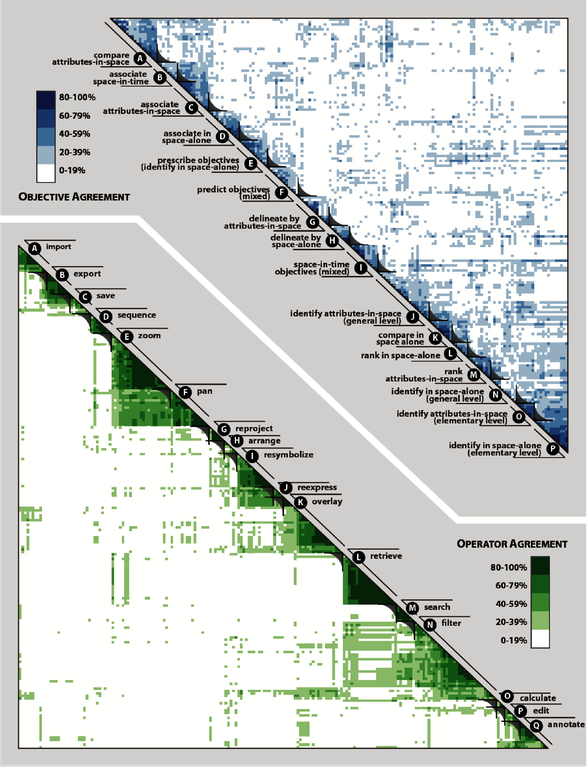 compare
attributes-in-space
A
associate
space-in-time
B
associate
attributes-in-space
C
associate in
space-alone
D
prescribe objectives
(identify in space-alone)
E
predict objectives
(mixed)
F
delineate by
attributes-in-space
G
delineate by
space-alone
H
space-in-time
objectives (mixed)
I
identify attributes-in-space
(general level)
J
compare in
space alone
K
rank in space-alone
L
rank
attributes-in-space
M
identify in space-alone
(general level)
N
identify attributes-in-space
(elementary level)
O
identify in space-alone
(elementary level)
P
80-100%
60-79%
40-59%
20-39%
0-19%
OBJECTIVE AGREEMENT
A import
B export
C save
D sequence
E zoom
F pan
G reproject
H arrange
I resymbolize
J reexpress
K overlay
L retrieve
M search
N filter
O calculate
P edit
Q annotate
OPERATOR AGREEMENT
80-100%
60-79%
40-59%
20-39%
0-19%